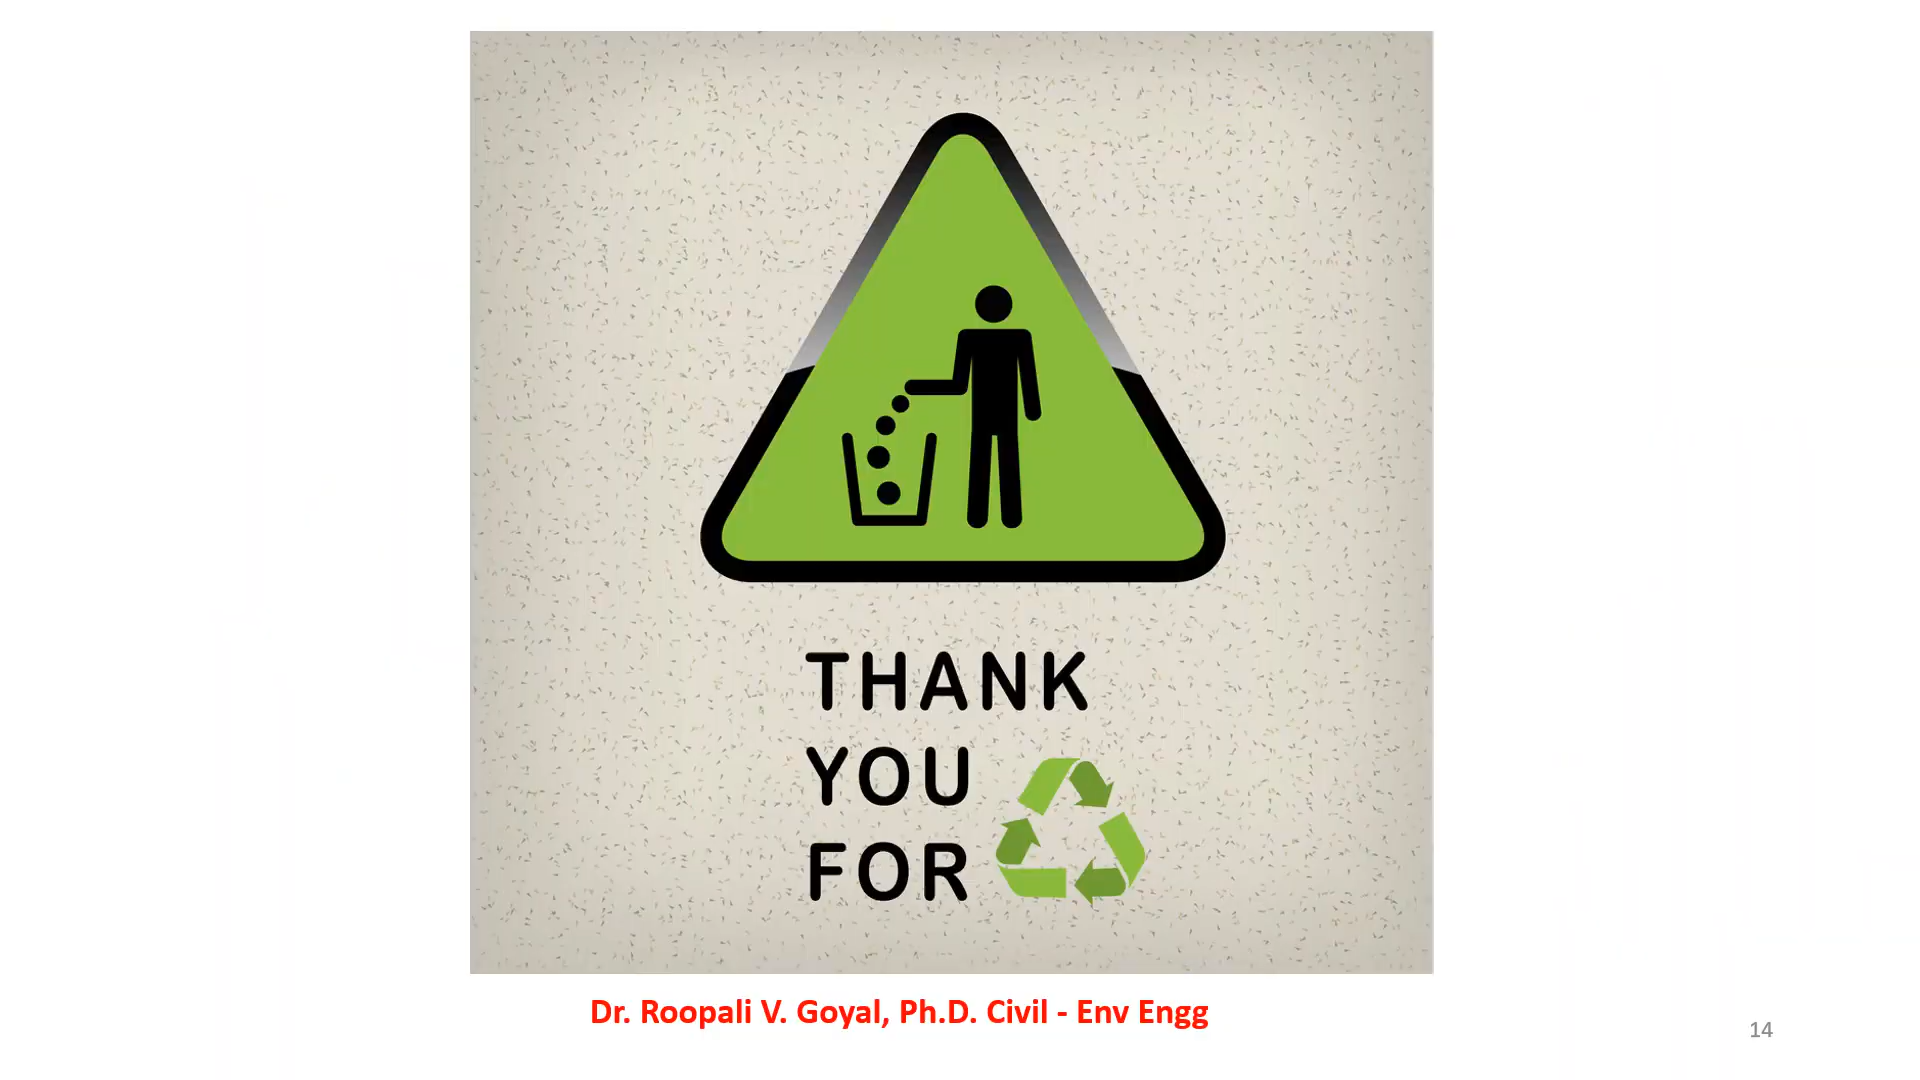 THANK
YOU
FOR
Dr. Roopali V. Goyal, Ph.D. Civil - Env Engg
14